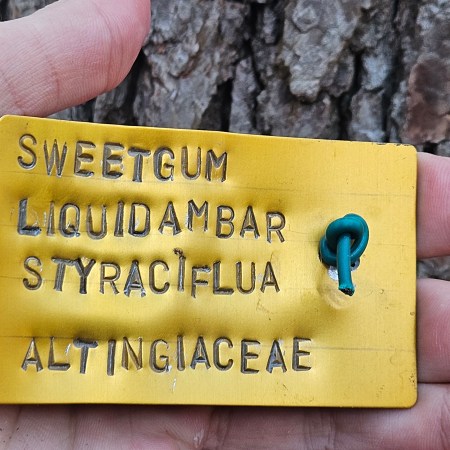 SWEETGUM
LIQUIDAMBAR
STYRACIFLUA
ALTINGIACEAE